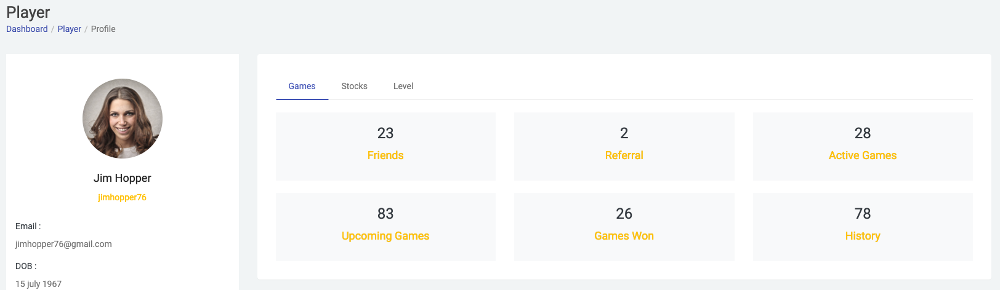 Player
Dashboard / Player / Profile
Jim Hopper
jimhopper76
Email :
jimhopper76@gmail.com
DOB :
15 july 1967
Games Stocks Level
23
Friends
2
Referral
28
Active Games
83
Upcoming Games
26
Games Won
78
History